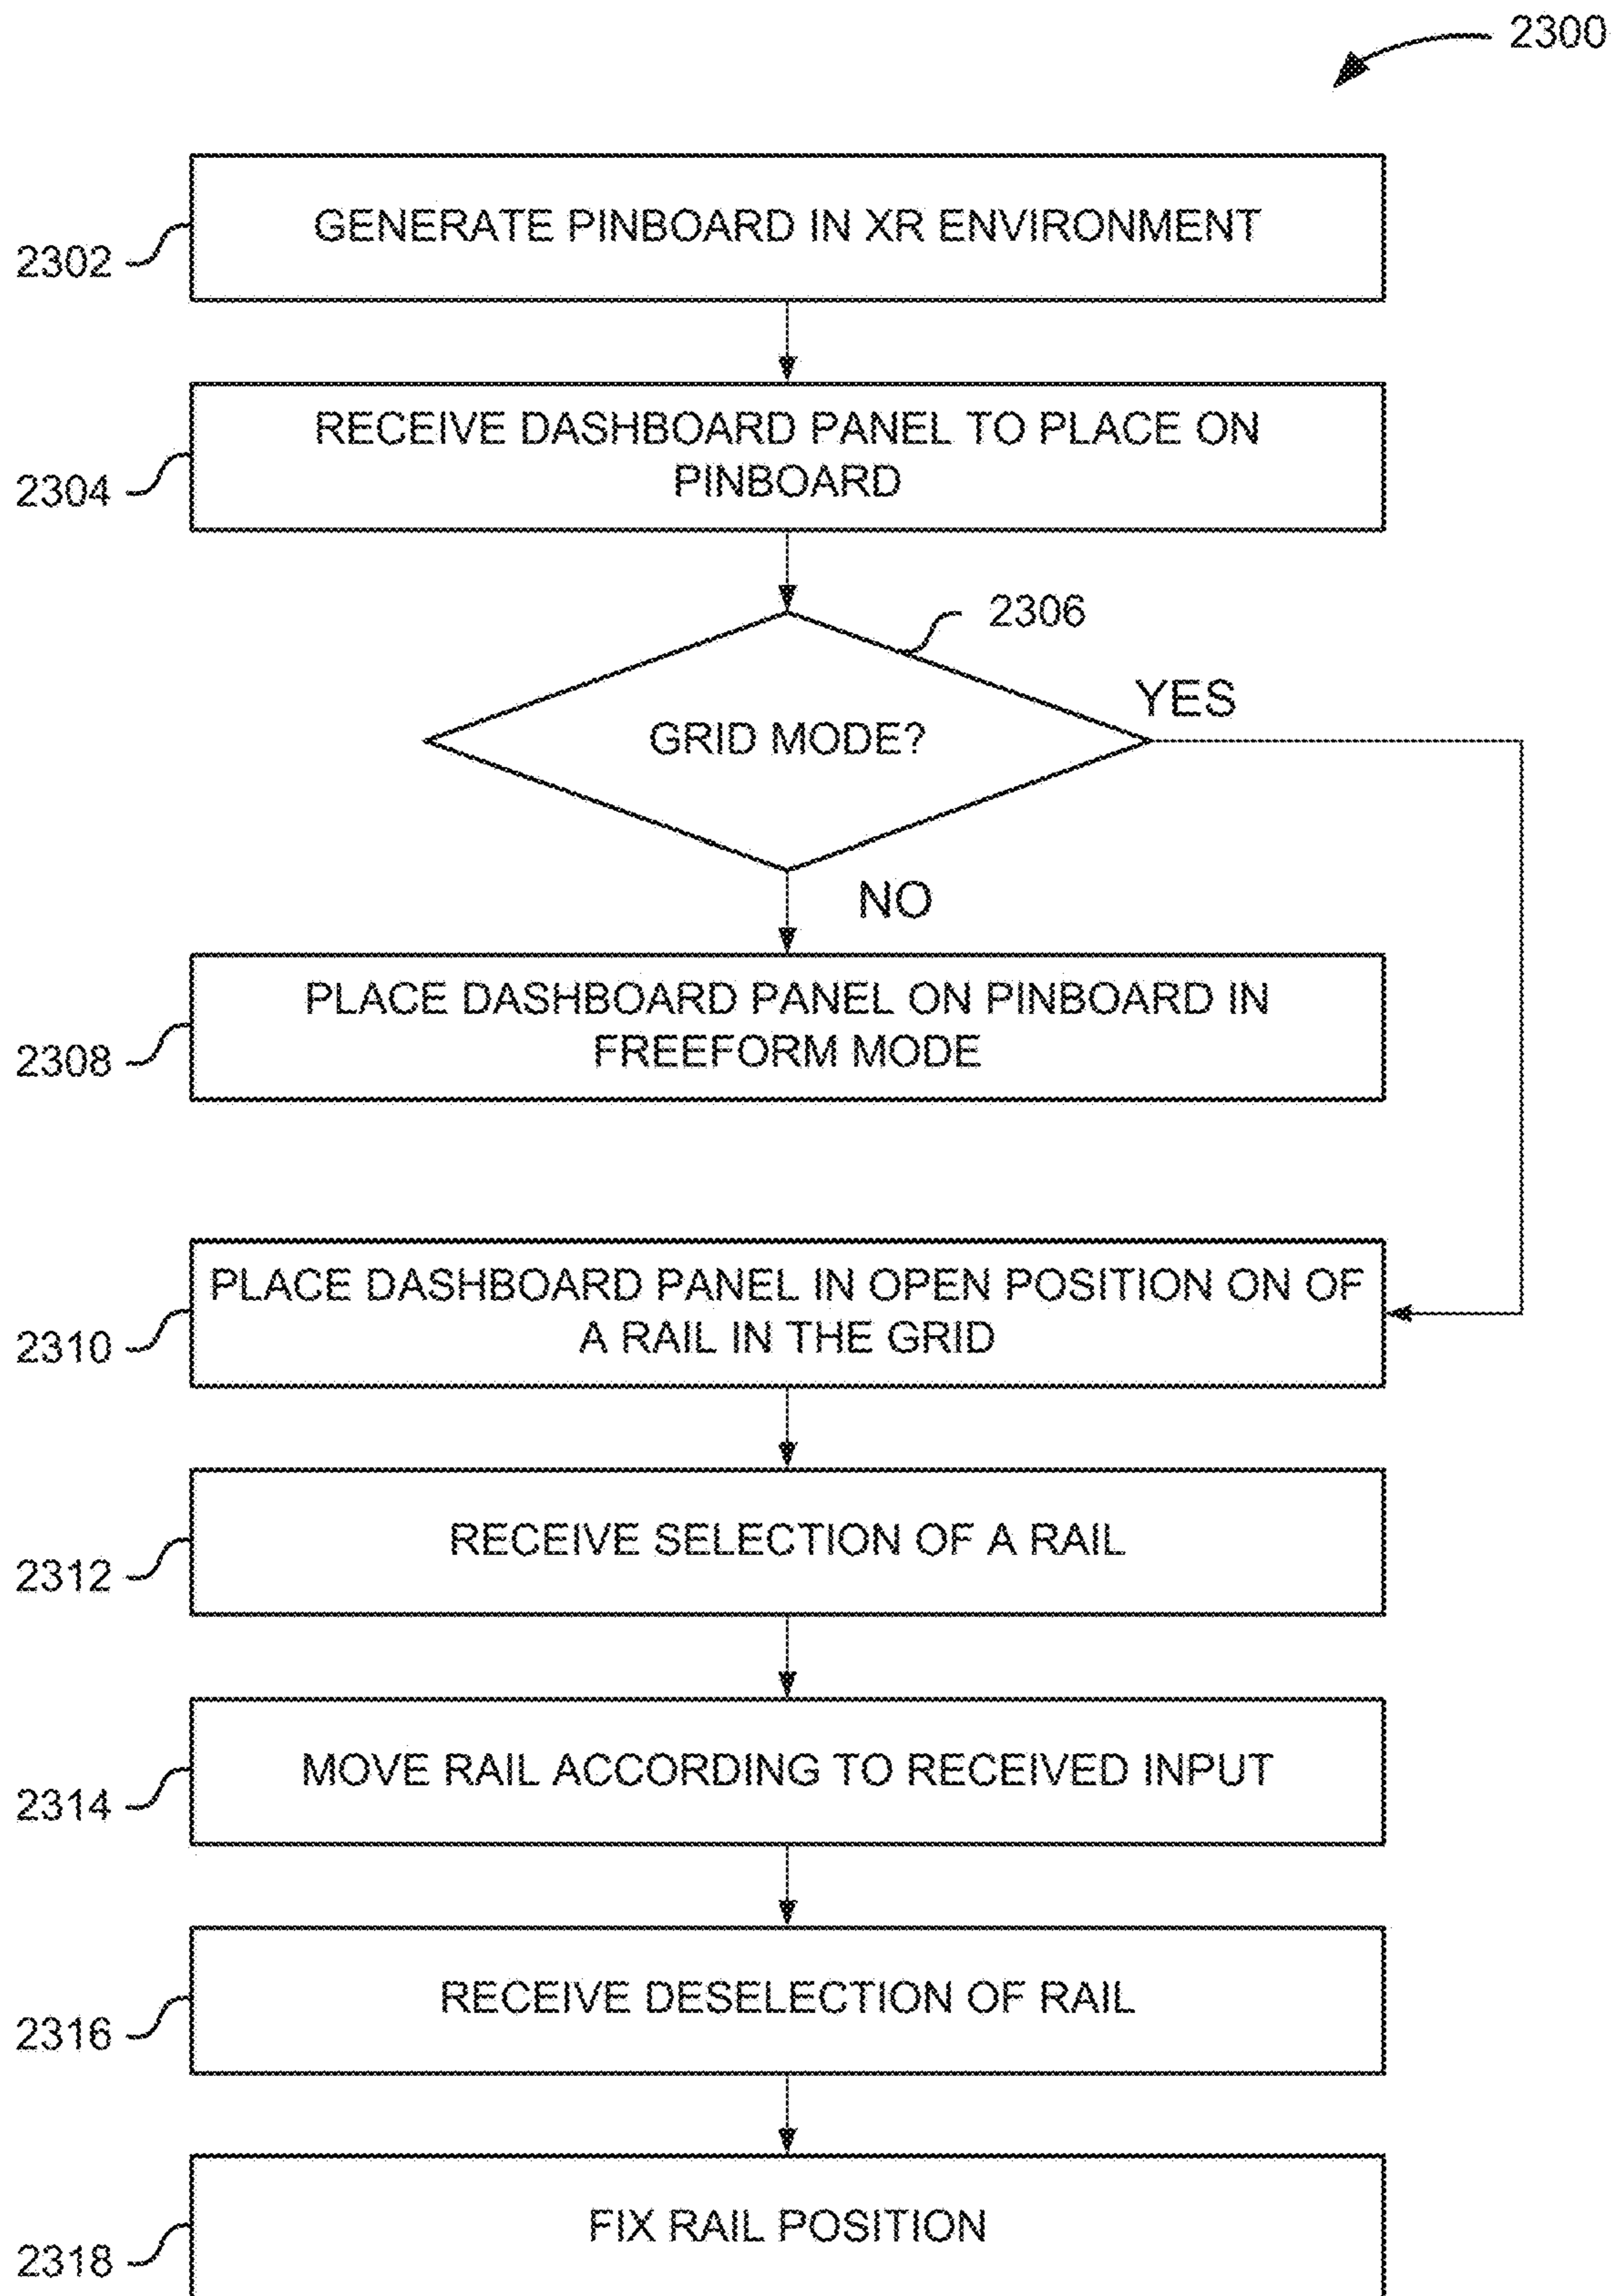 2300
GENERATE PINBOARD IN XR ENVIRONMENT
2302
RECEIVE DASHBOARD PANEL TO PLACE ON
PINBOARD
2304
2306
YES
GRID MODE?
NO
PLACE DASHBOARD PANEL ON PINBOARD IN
FREEFORM MODE
2308
PLACE DASHBOARD PANEL IN OPEN POSITION ON OF
A RAIL IN THE GRID
2310
RECEIVE SELECTION OF A RAIL
2312
MOVE RAIL ACCORDING TO RECEIVED INPUT
2314
RECEIVE DESELECTION OF RAIL
2316
FIX RAIL POSITION
2318